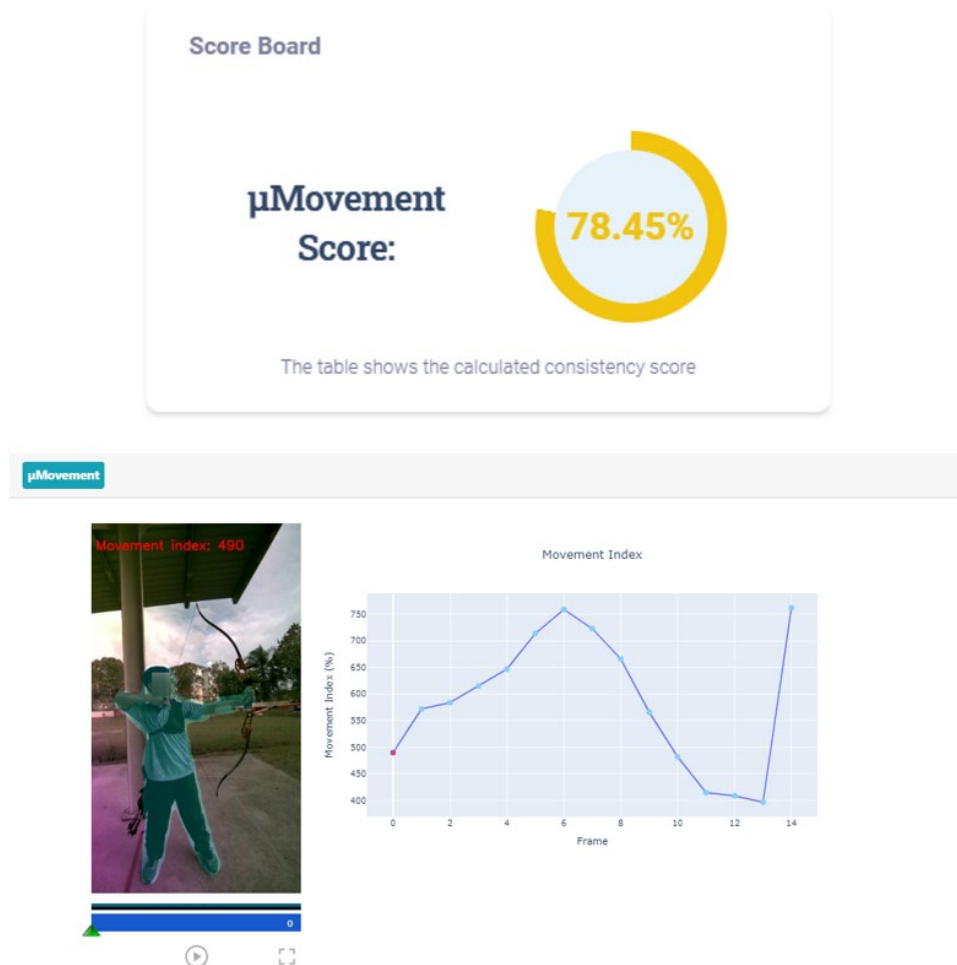 Score Board
µMovement
Score:
78.45%
The table shows the calculated consistency score
µMovement
Movement index: 490
Movement Index
Movement Index (%)
750
700
650
600
550
500
450
400
0 2 4 6 8 10 12 14
Frame
0